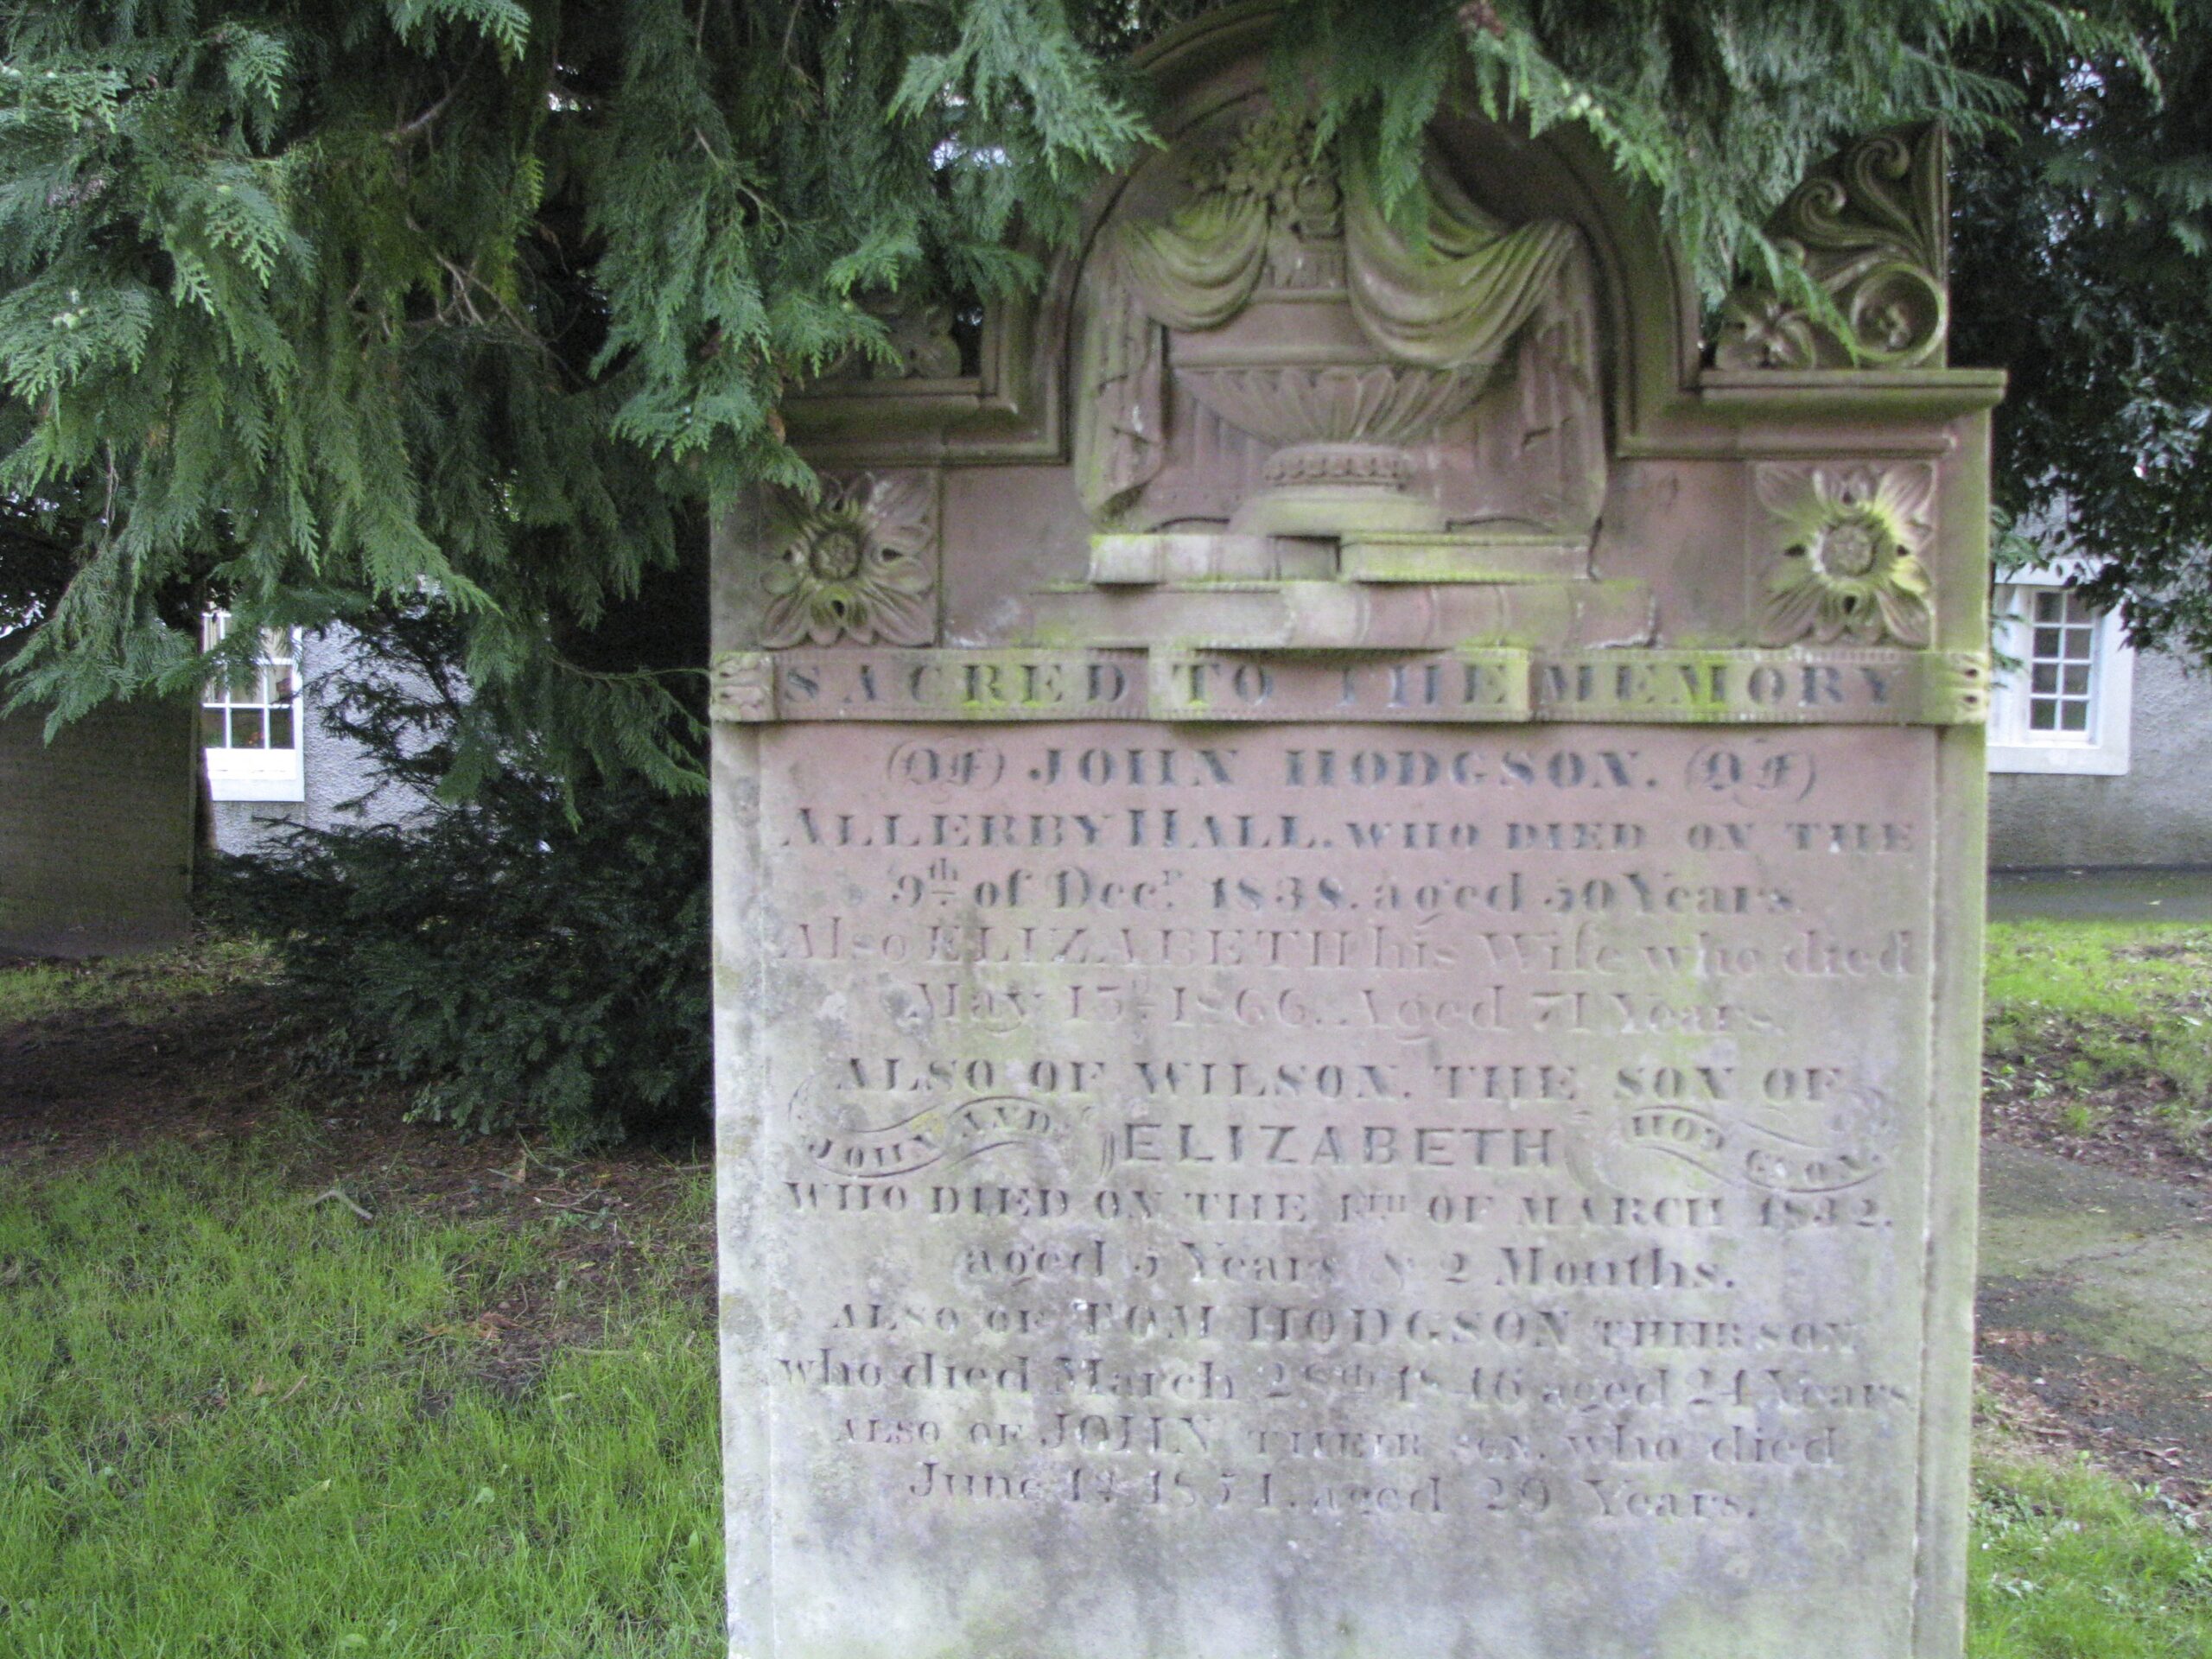 SACRED TO THE MEMORY
(OF) JOHN HODGSON. (OF)
ALLERBY HALL. WHO DIED ON THE
9th of Decr. 1838. aged 50 Years.
Also ELIZABETH his Wife who died
May 1866. Aged 71 Years.
ALSO OF WILSON. THE SON OF
JOHN AND ELIZABETH HODGSON.
WHO DIED ON THE OF MARCH
aged 5 Years & 2 Months.
ALSO OF TOM HODGSON THEIR SON
who died March 28th 1846 aged 24 Years
ALSO OF JOHN THEIR SON. who died
June aged 29 Years.